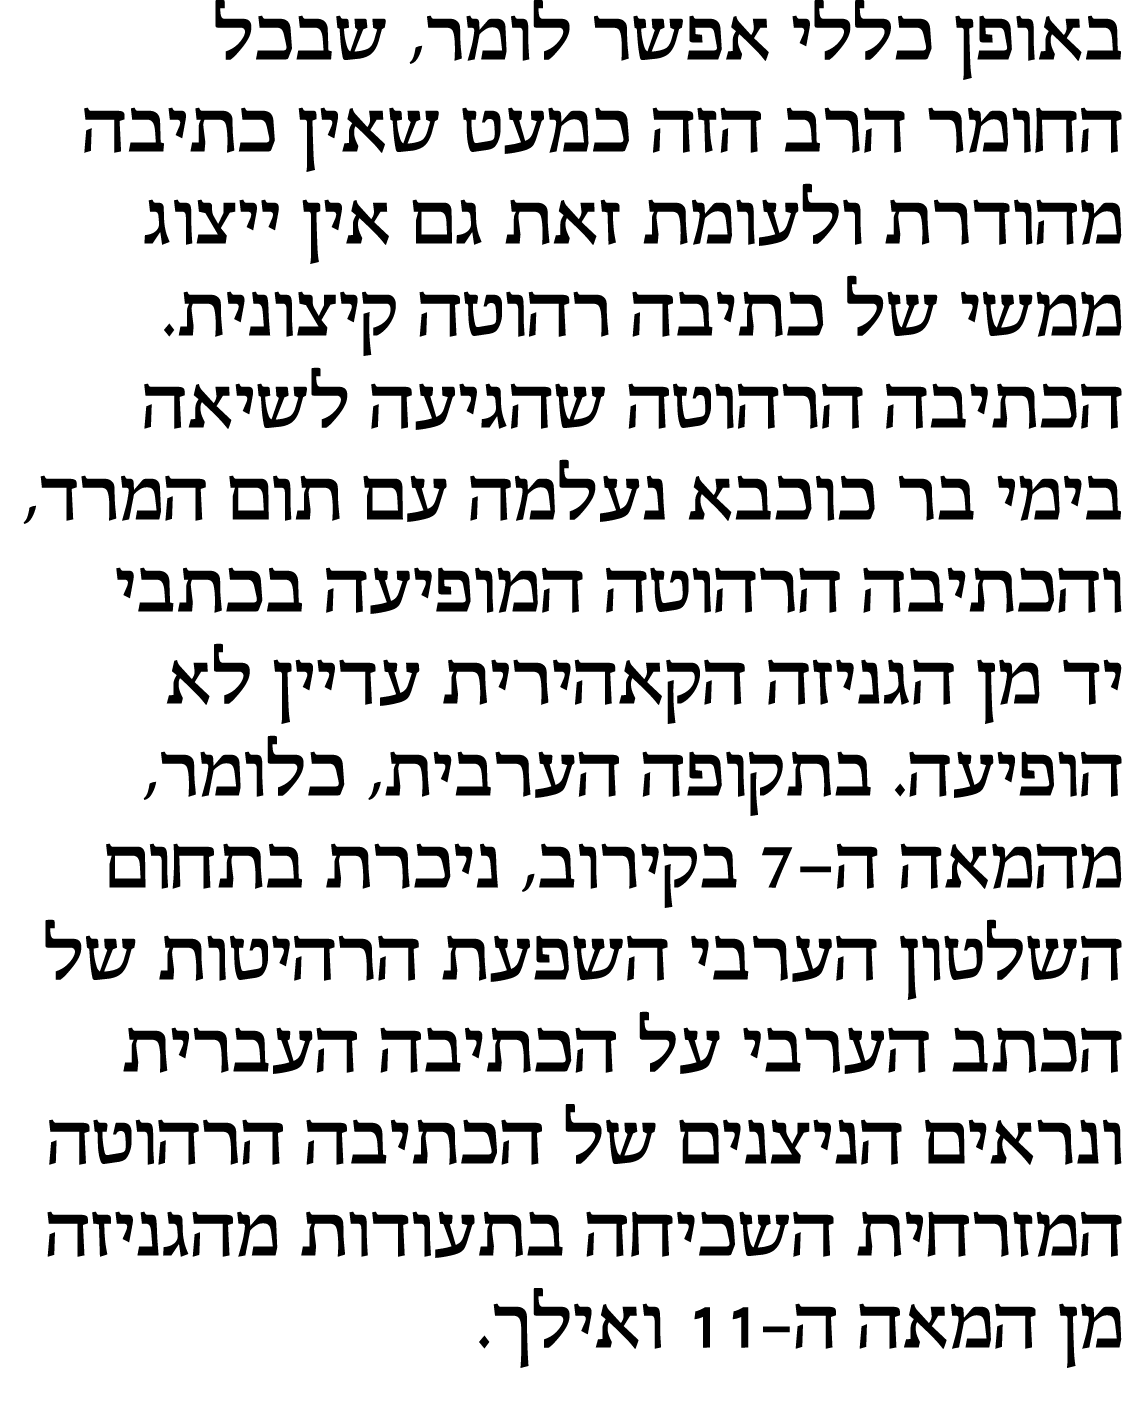 באופן כללי אפשר לומר, שבכל
החומר הרב הזה כמעט שאין כתיבה
מהודרת ולעומת זאת גם אין ייצוג
ממשי של כתיבה רהוטה קיצונית.
הכתיבה הרהוטה שהגיעה לשיאה
בימי בר כוכבא נעלמה עם תום המרד,
והכתיבה הרהוטה המופיעה בכתבי
יד מן הגניזה הקאהירית עדיין לא
הופיעה. בתקופה הערבית, כלומר,
מהמאה ה–7 בקירוב, ניכרת בתחום
השלטון הערבי השפעת הרהיטות של
הכתב הערבי על הכתיבה העברית
ונראים הניצנים של הכתיבה הרהוטה
המזרחית השכיחה בתעודות מהגניזה
מן המאה ה–11 ואילך.